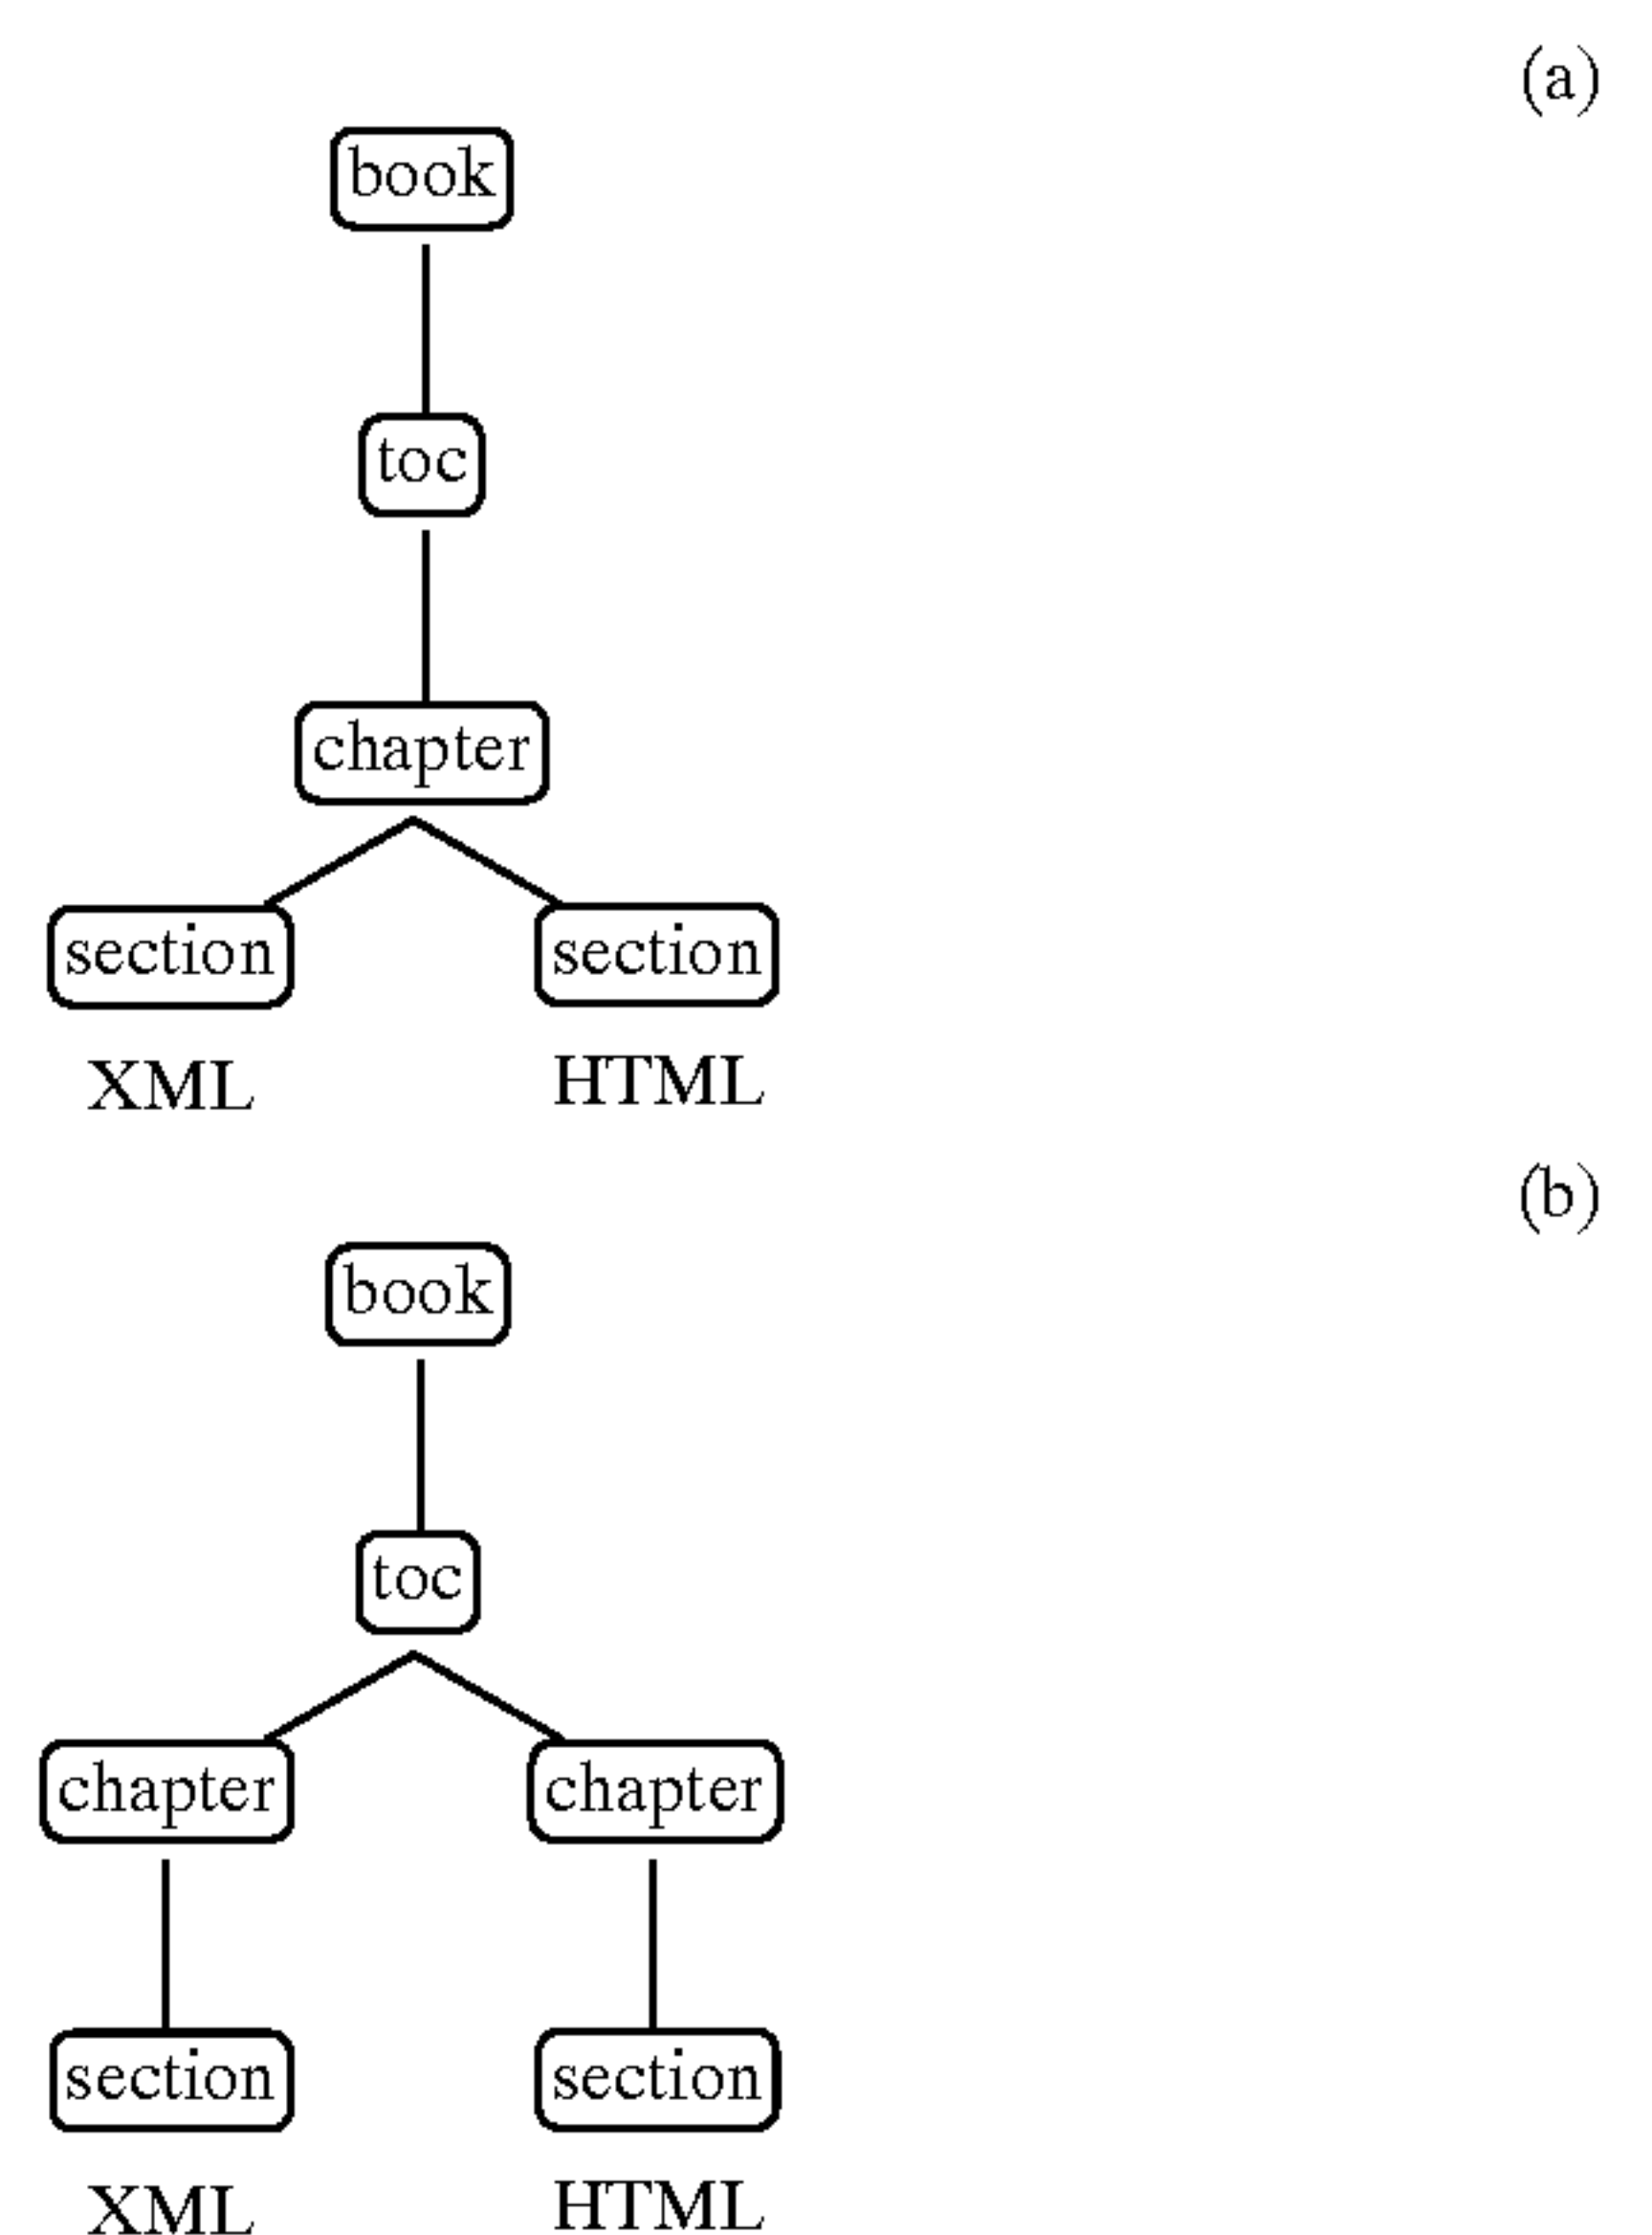 (a)
book
toc
chapter
section section
XML HTML
(b)
book
toc
chapter chapter
section section
XML HTML